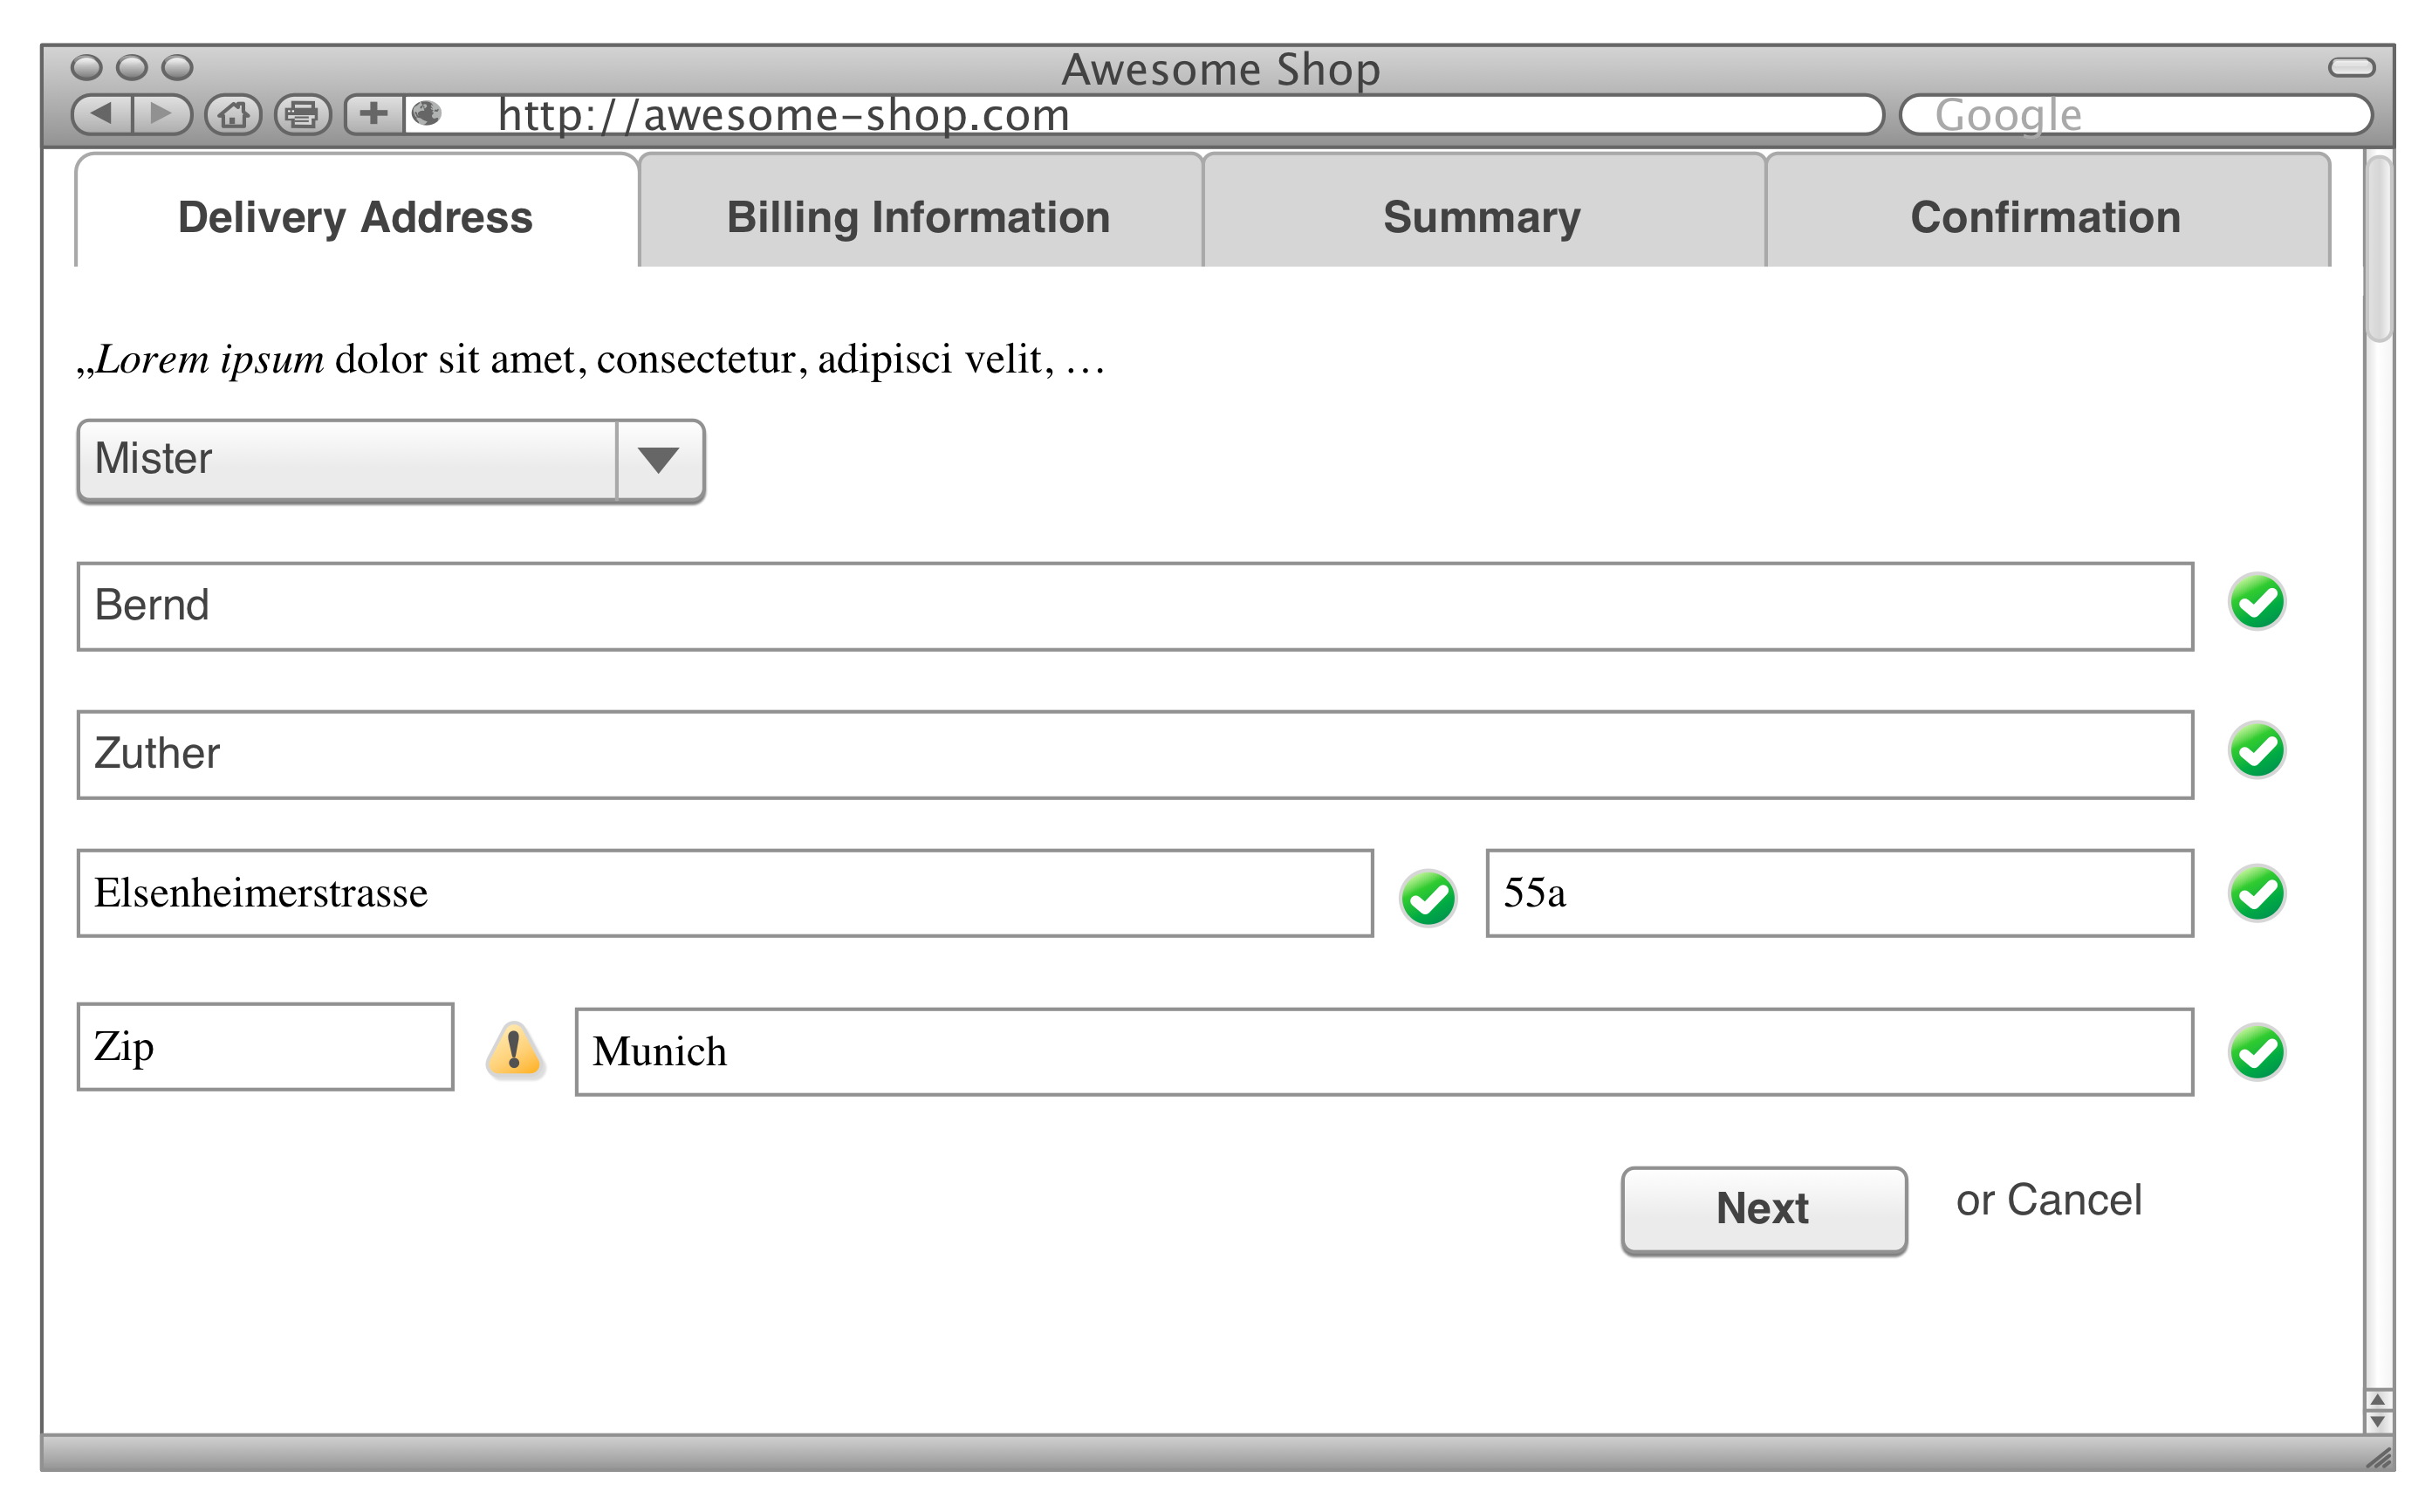 Awesome Shop
http://awesome-shop.com Google
Delivery Address Billing Information Summary Confirmation
„Lorem ipsum dolor sit amet, consectetur, adipisci velit, …
Mister
Bernd
Zuther
Elsenheimerstrasse 55a
Zip Munich
Next or Cancel